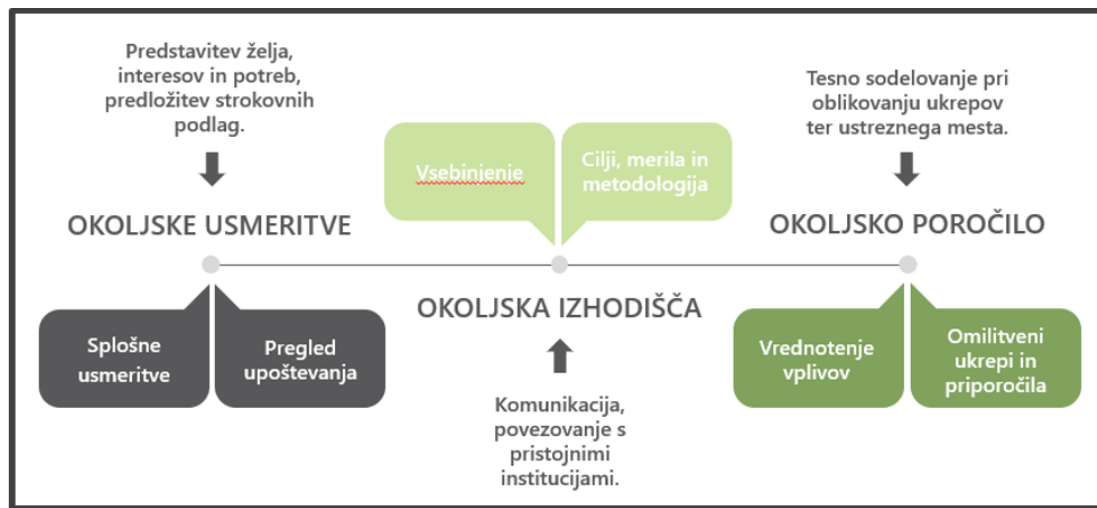 Predstavitev želja,
interesov in potreb,
predložitev strokovnih
podlag.
OKOLJSKE USMERITVE
Splošne
usmeritve
Pregled
upoštevanja
Vsebinjenje
Cilji, merila in
metodologija
OKOLJSKA IZHODIŠČA
Komunikacija,
povezovanje s
pristojnimi
institucijami.
Tesno sodelovanje pri
oblikovanju ukrepov
ter ustreznega mesta.
OKOLJSKO POROČILO
Vrednotenje
vplivov
Omilitveni
ukrepi in
priporočila